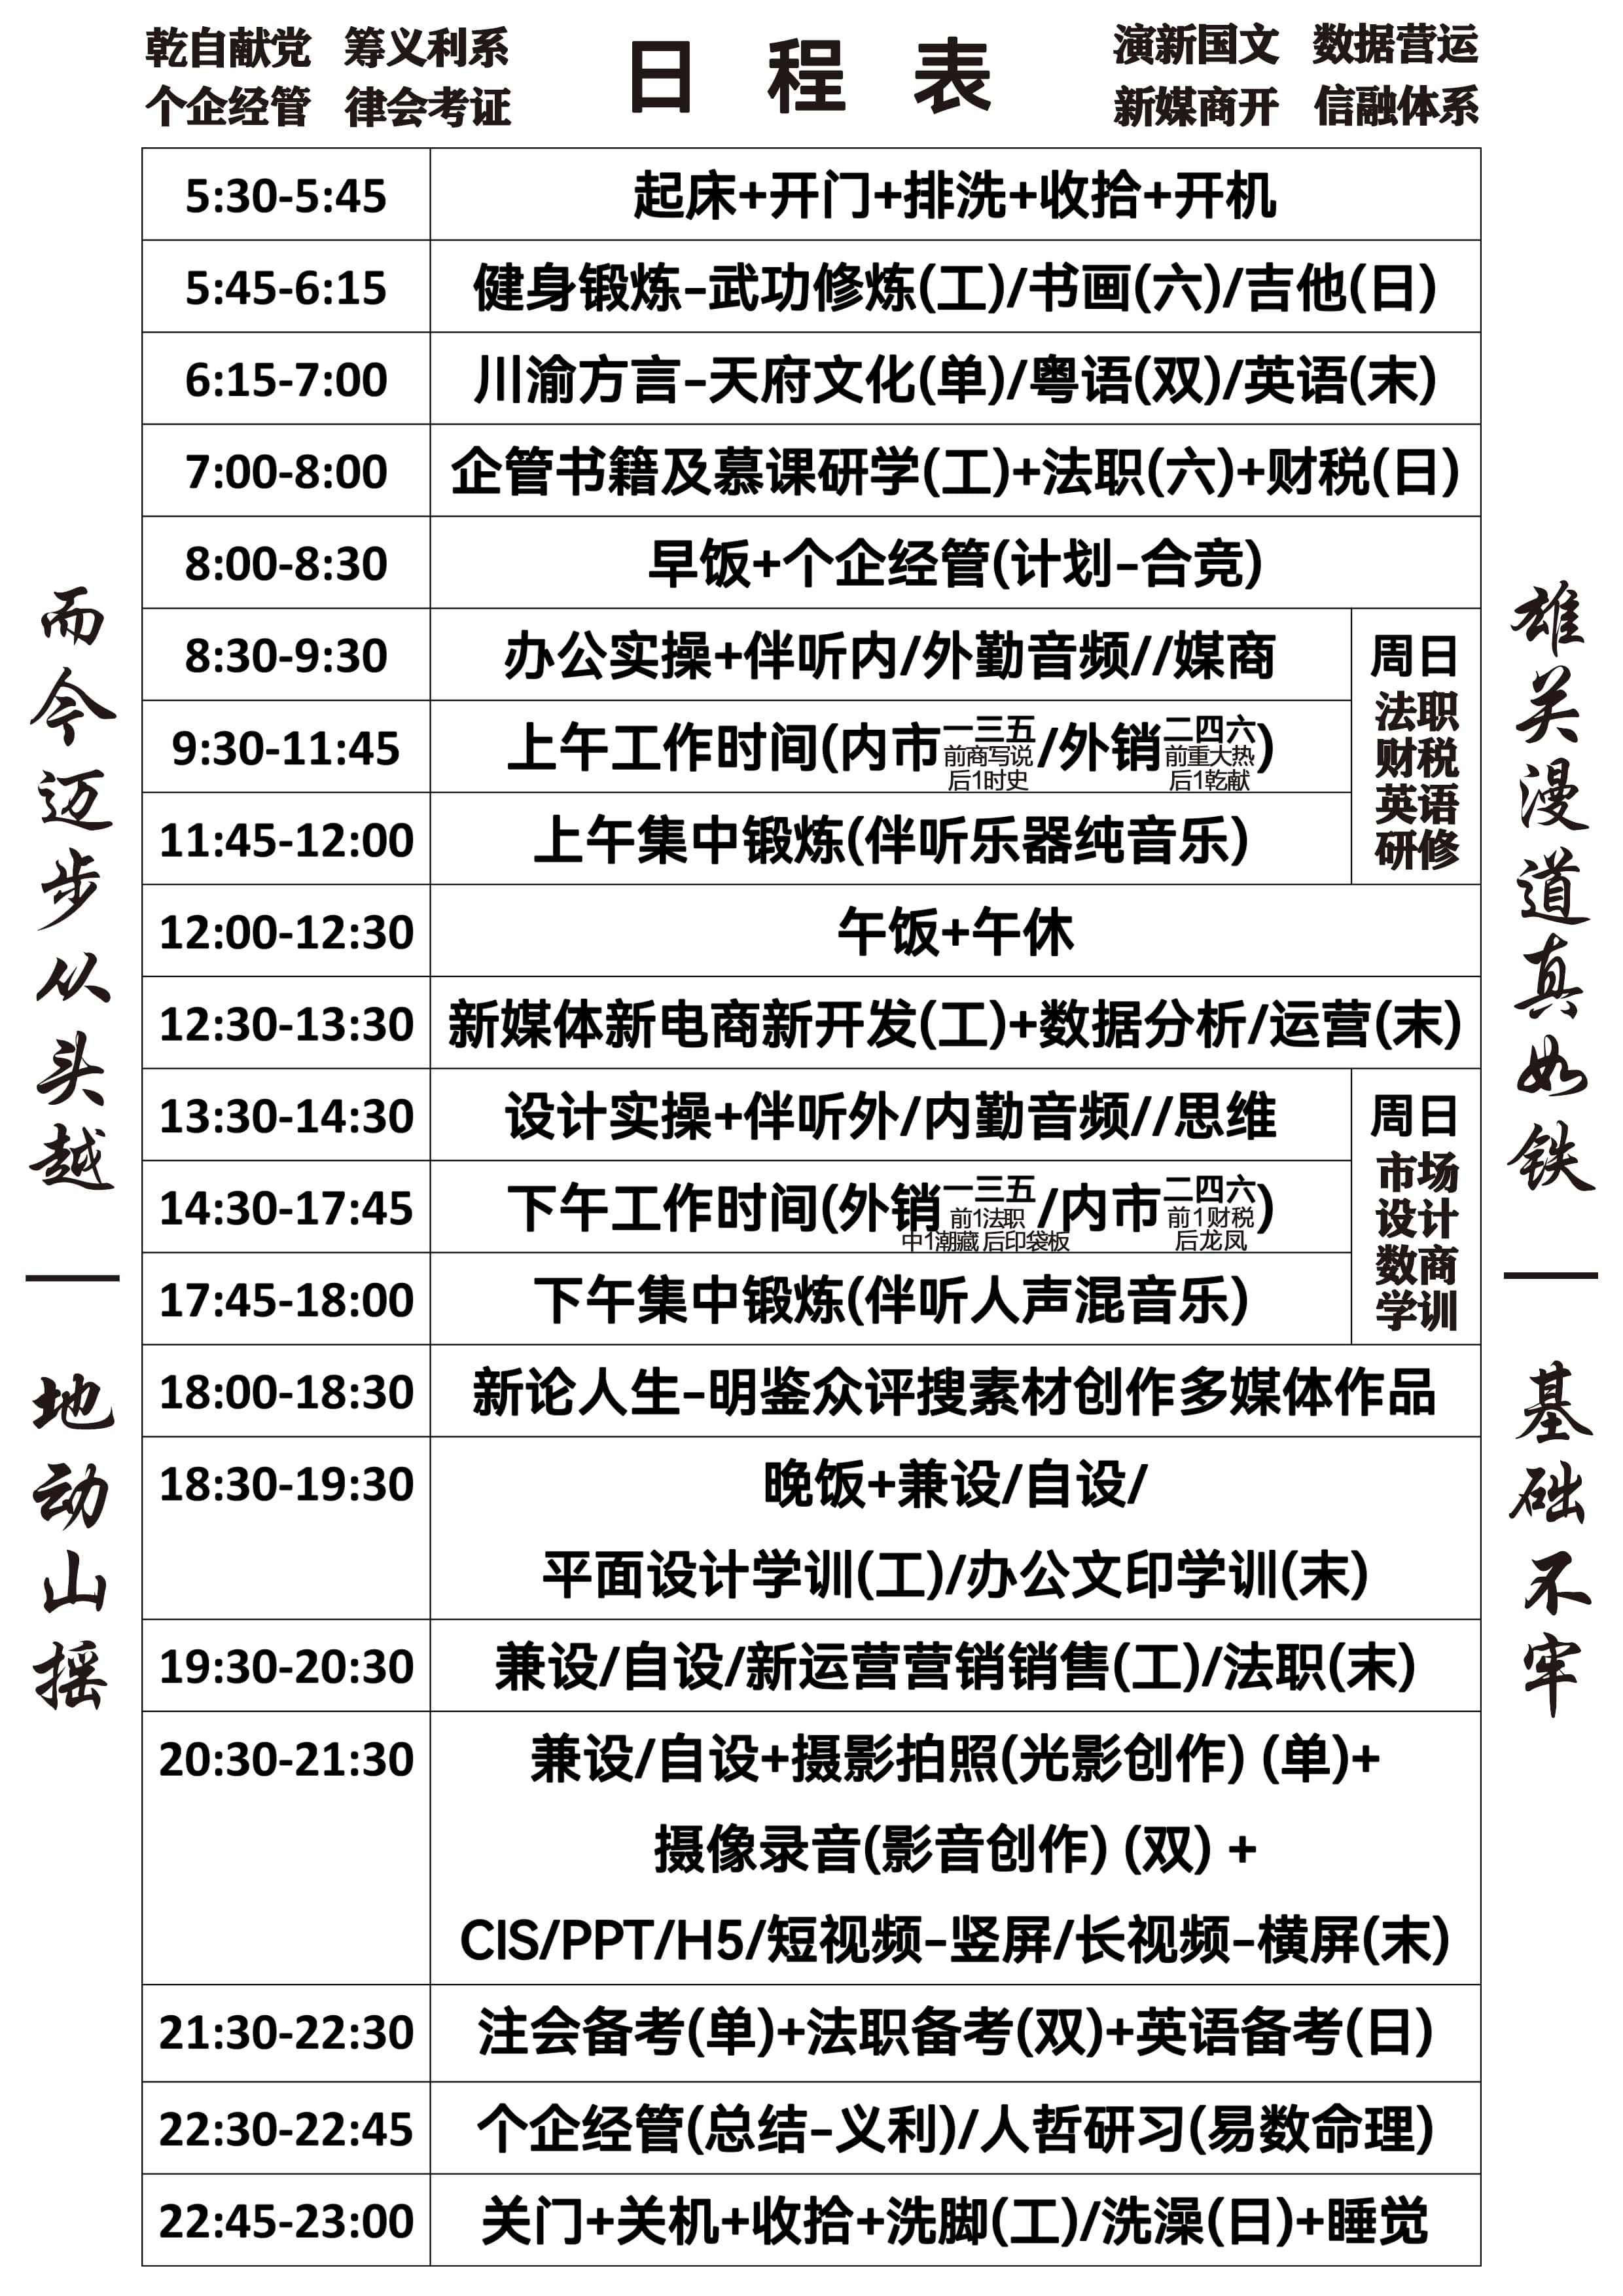 乾自献党 筹义利系
个企经管 律会考证
日程表
演新国文 数据营运
新媒商开 信融体系
5:30-5:45 起床+开门+排洗+收拾+开机
5:45-6:15 健身锻炼-武功修炼(工)/书画(六)/吉他(日)
6:15-7:00 川渝方言-天府文化(单)/粤语(双)/英语(末)
7:00-8:00 企管书籍及慕课研学(工)+法职(六)+财税(日)
8:00-8:30 早饭+个企经管(计划-合竞)
8:30-9:30 办公实操+伴听内/外勤音频//媒商
9:30-11:45 上午工作时间(内市一三五/外销二四六)
前商写说 前重大热
后1时史 后1乾献
11:45-12:00 上午集中锻炼(伴听乐器纯音乐)
周日
法职
财税
英语
研修
12:00-12:30 午饭+午休
12:30-13:30 新媒体新电商新开发(工)+数据分析/运营(末)
13:30-14:30 设计实操+伴听外/内勤音频//思维
14:30-17:45 下午工作时间(外销一三五/内市二四六)
前1法职 前1财税
中1潮藏 后印袋板 后龙凤
17:45-18:00 下午集中锻炼(伴听人声混音乐)
周日
市场
设计
数商
学训
18:00-18:30 新论人生-明鉴众评搜素材创作多媒体作品
18:30-19:30 晚饭+兼设/自设/
平面设计学训(工)/办公文印学训(末)
19:30-20:30 兼设/自设/新运营营销销售(工)/法职(末)
20:30-21:30 兼设/自设+摄影拍照(光影创作) (单)+
摄像录音(影音创作) (双) +
CIS/PPT/H5/短视频-竖屏/长视频-横屏(末)
21:30-22:30 注会备考(单)+法职备考(双)+英语备考(日)
22:30-22:45 个企经管(总结-义利)/人哲研习(易数命理)
22:45-23:00 关门+关机+收拾+洗脚(工)/洗澡(日)+睡觉
雄关漫道真如铁|基础不牢
而今迈步从头越|地动山摇